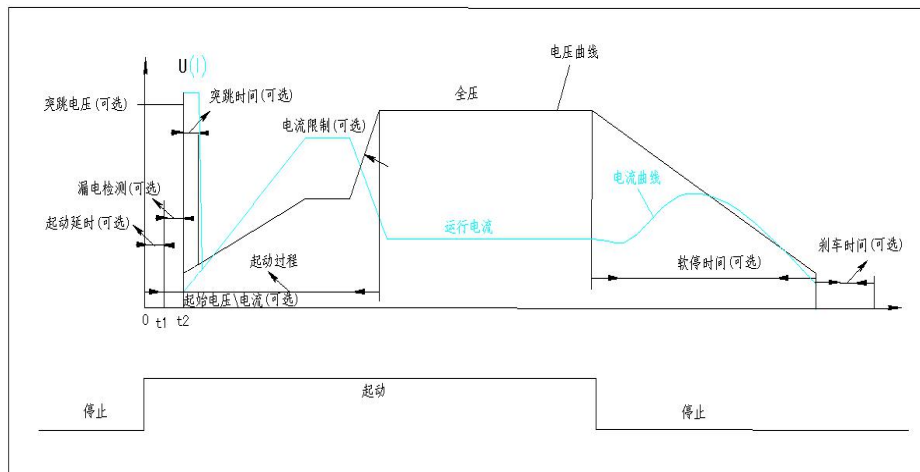 电压曲线
U(I)
全压
突跳时间(可选)
突跳电压(可选)
电流限制(可选)
漏电检测(可选)
电流曲线
起动延时(可选)
运行电流
刹车时间(可选)
起动过程
软停时间(可选)
起始电压\电流(可选)
0 t1 t2
起动
停止
停止